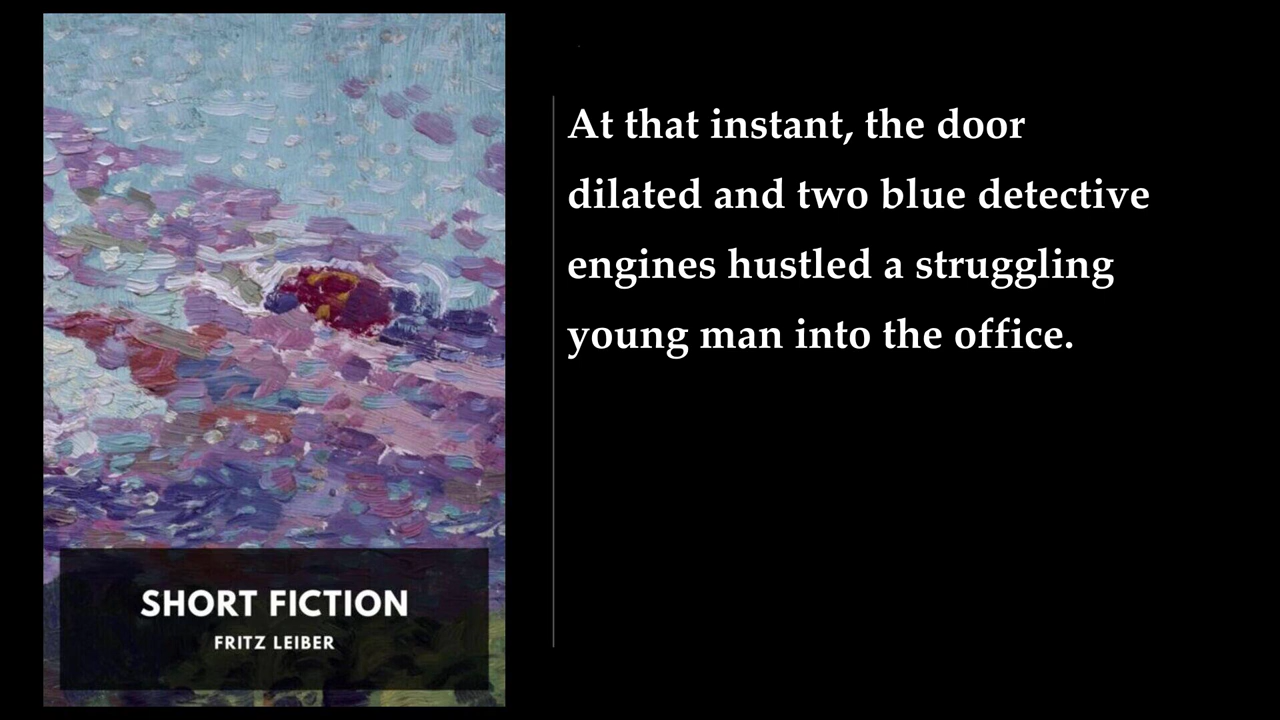 At that instant, the door
dilated and two blue detective
engines hustled a struggling
young man into the office.
SHORT FICTION
FRITZ LEIBER